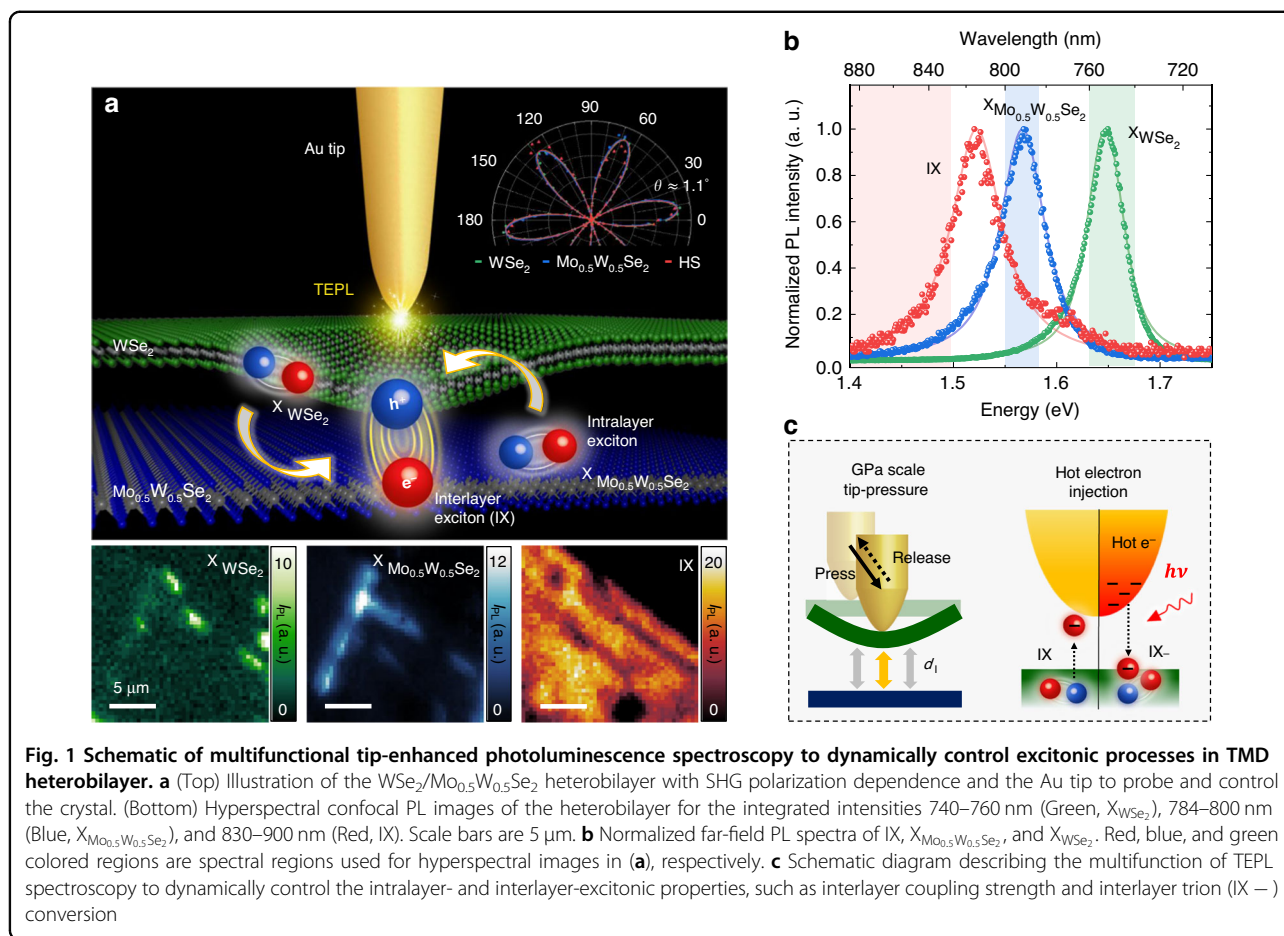 a
Au tip
120
90
60
150
30
θ ≈ 1.1°
180
0
WSe₂ Mo₀.₅W₀.₅Se₂ HS
TEPL
WSe₂
X WSe₂
h⁺
Intralayer
exciton
X Mo₀.₅W₀.₅Se₂
e⁻
Mo₀.₅W₀.₅Se₂
Interlayer
exciton (IX)
X WSe₂
10
I_PL (a. u.)
0
5 μm
X Mo₀.₅W₀.₅Se₂
12
I_PL (a. u.)
0
IX
20
I_PL (a. u.)
0
b
Wavelength (nm)
880 840 800 760 720
Normalized PL intensity (a. u.)
1.0
0.8
0.6
0.4
0.2
0.0
IX
X_Mo₀.₅W₀.₅Se₂
X_WSe₂
1.4 1.5 1.6 1.7
Energy (eV)
c
GPa scale
tip-pressure
Press
Release
d_I
Hot electron
injection
Hot e⁻
hν
IX
IX−
Fig. 1 Schematic of multifunctional tip-enhanced photoluminescence spectroscopy to dynamically control excitonic processes in TMD
heterobilayer. a (Top) Illustration of the WSe₂/Mo₀.₅W₀.₅Se₂ heterobilayer with SHG polarization dependence and the Au tip to probe and control
the crystal. (Bottom) Hyperspectral confocal PL images of the heterobilayer for the integrated intensities 740–760 nm (Green, X_WSe₂), 784–800 nm
(Blue, X_Mo₀.₅W₀.₅Se₂), and 830–900 nm (Red, IX). Scale bars are 5 μm. b Normalized far-field PL spectra of IX, X_Mo₀.₅W₀.₅Se₂, and X_WSe₂. Red, blue, and green
colored regions are spectral regions used for hyperspectral images in (a), respectively. c Schematic diagram describing the multifunction of TEPL
spectroscopy to dynamically control the intralayer- and interlayer-excitonic properties, such as interlayer coupling strength and interlayer trion (IX −)
conversion